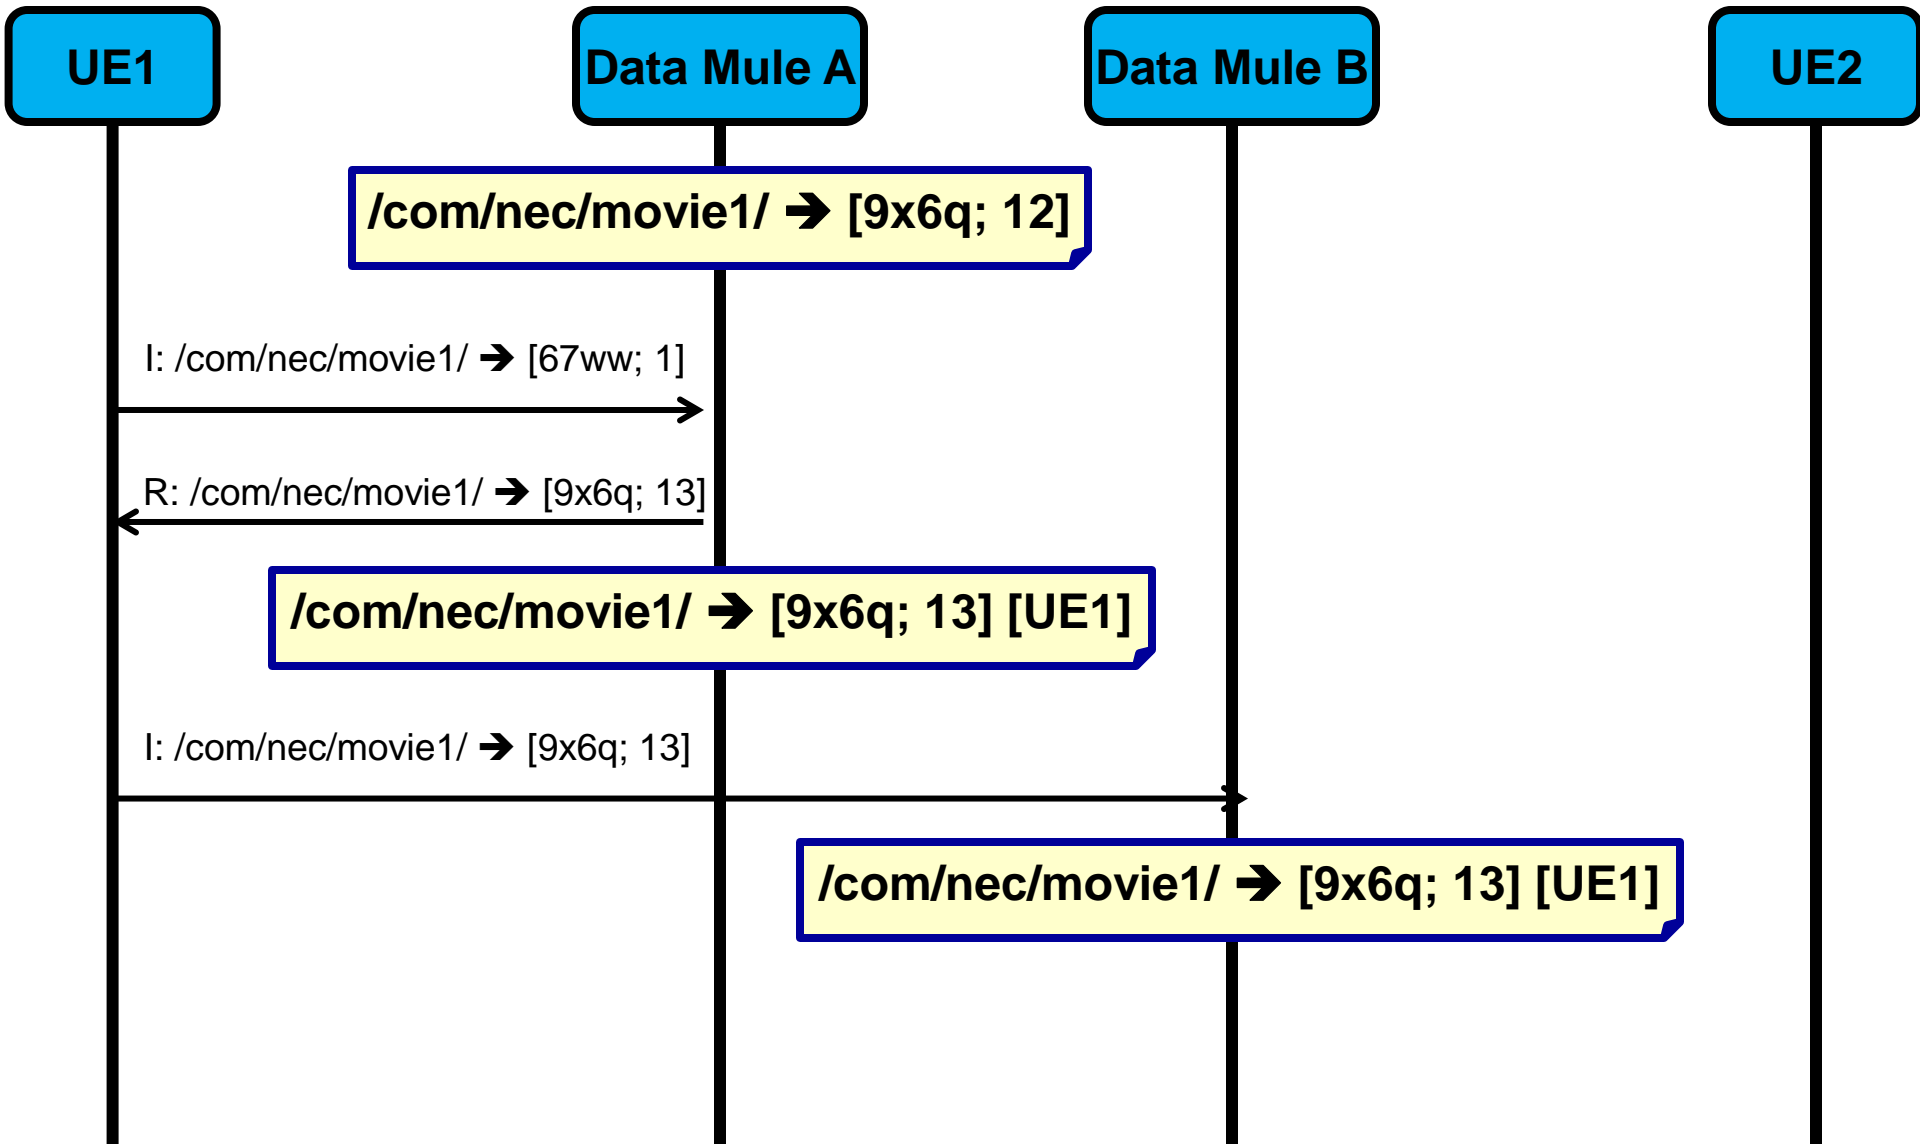 UE1
Data Mule A
Data Mule B
UE2
/com/nec/movie1/ ➔ [9x6q; 12]
I: /com/nec/movie1/ ➔ [67ww; 1]
R: /com/nec/movie1/ ➔ [9x6q; 13]
/com/nec/movie1/ ➔ [9x6q; 13] [UE1]
I: /com/nec/movie1/ ➔ [9x6q; 13]
/com/nec/movie1/ ➔ [9x6q; 13] [UE1]